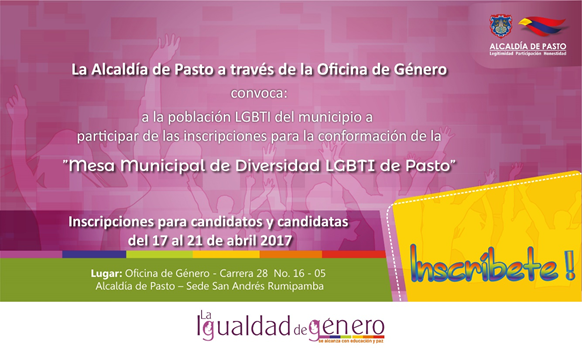 ALCALDÍA DE PASTO
Legitimidad Participación Honestidad
La Alcaldía de Pasto a través de la Oficina de Género
convoca:
a la población LGBTI del municipio a
participar de las inscripciones para la conformación de la
"Mesa Municipal de Diversidad LGBTI de Pasto"
Inscripciones para candidatos y candidatas
del 17 al 21 de abril 2017
Inscríbete !
Lugar: Oficina de Género - Carrera 28 No. 16 - 05
Alcaldía de Pasto – Sede San Andrés Rumipamba
La
Igualdad de género
se alcanza con educación y paz